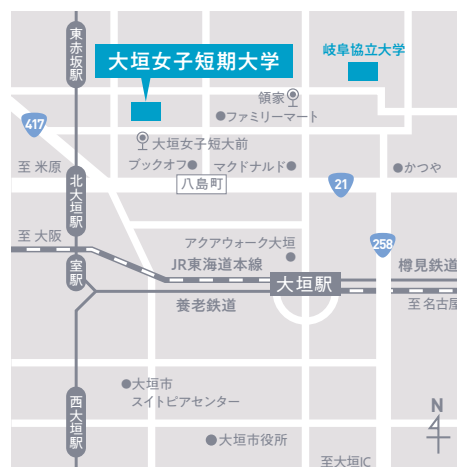 東赤坂駅
大垣女子短期大学
岐阜協立大学
領家
ファミリーマート
417
大垣女子短大前
ブックオフ
マクドナルド
かつや
至 米原
八島町
21
北大垣駅
至 大阪
アクアウォーク大垣
258
室駅
JR東海道本線
大垣駅
樽見鉄道
養老鉄道
至 名古屋
大垣市
スイトピアセンター
西大垣駅
大垣市役所
N
4
至大垣IC